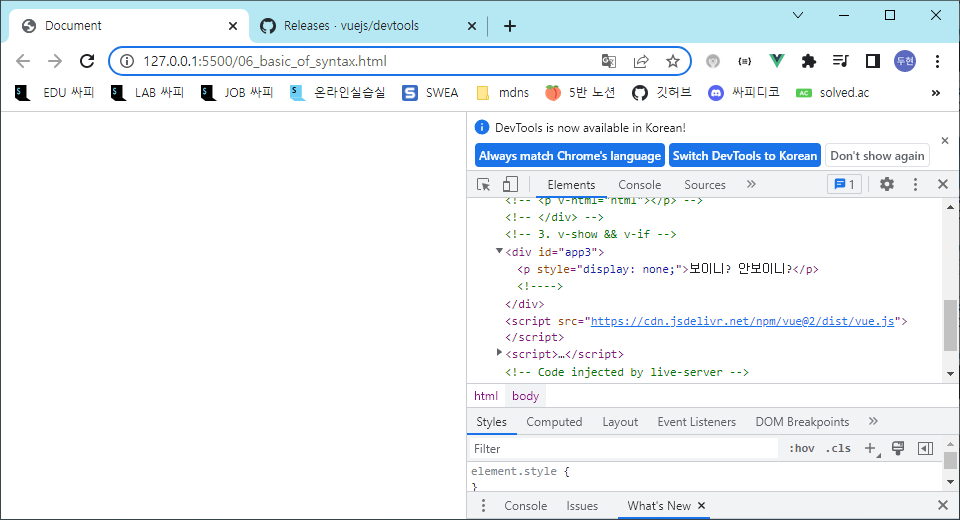 Document
Releases · vuejs/devtools
127.0.0.1:5500/06_basic_of_syntax.html
두현
EDU 싸피
LAB 싸피
JOB 싸피
온라인실습실
SWEA
mdns
5반 노션
깃허브
싸피디코
AC
solved.ac
»
DevTools is now available in Korean!
Always match Chrome's language
Switch DevTools to Korean
Don't show again
Elements
Console
Sources
»
1
<!-- <p v-html="html"></p> -->
<!-- </div> -->
<!-- 3. v-show && v-if -->
<div id="app3">
<p style="display: none;">보이니? 안보이니?</p>
<!---->
</div>
<script src="https://cdn.jsdelivr.net/npm/vue@2/dist/vue.js">
</script>
<script>…</script>
<!-- Code injected by live-server -->
html
body
Styles
Computed
Layout
Event Listeners
DOM Breakpoints
»
Filter
:hov
.cls
element.style {
}
Console
Issues
What's New